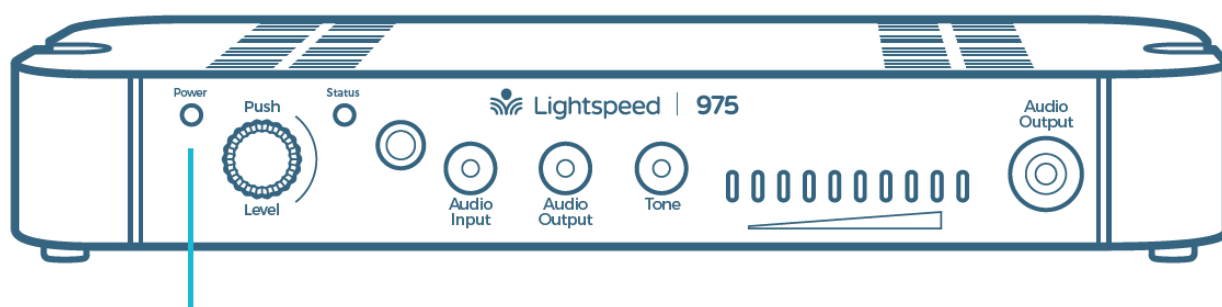 Power
Push
Level
Status
Lightspeed | 975
Audio
Input
Audio
Output
Tone
Audio
Output